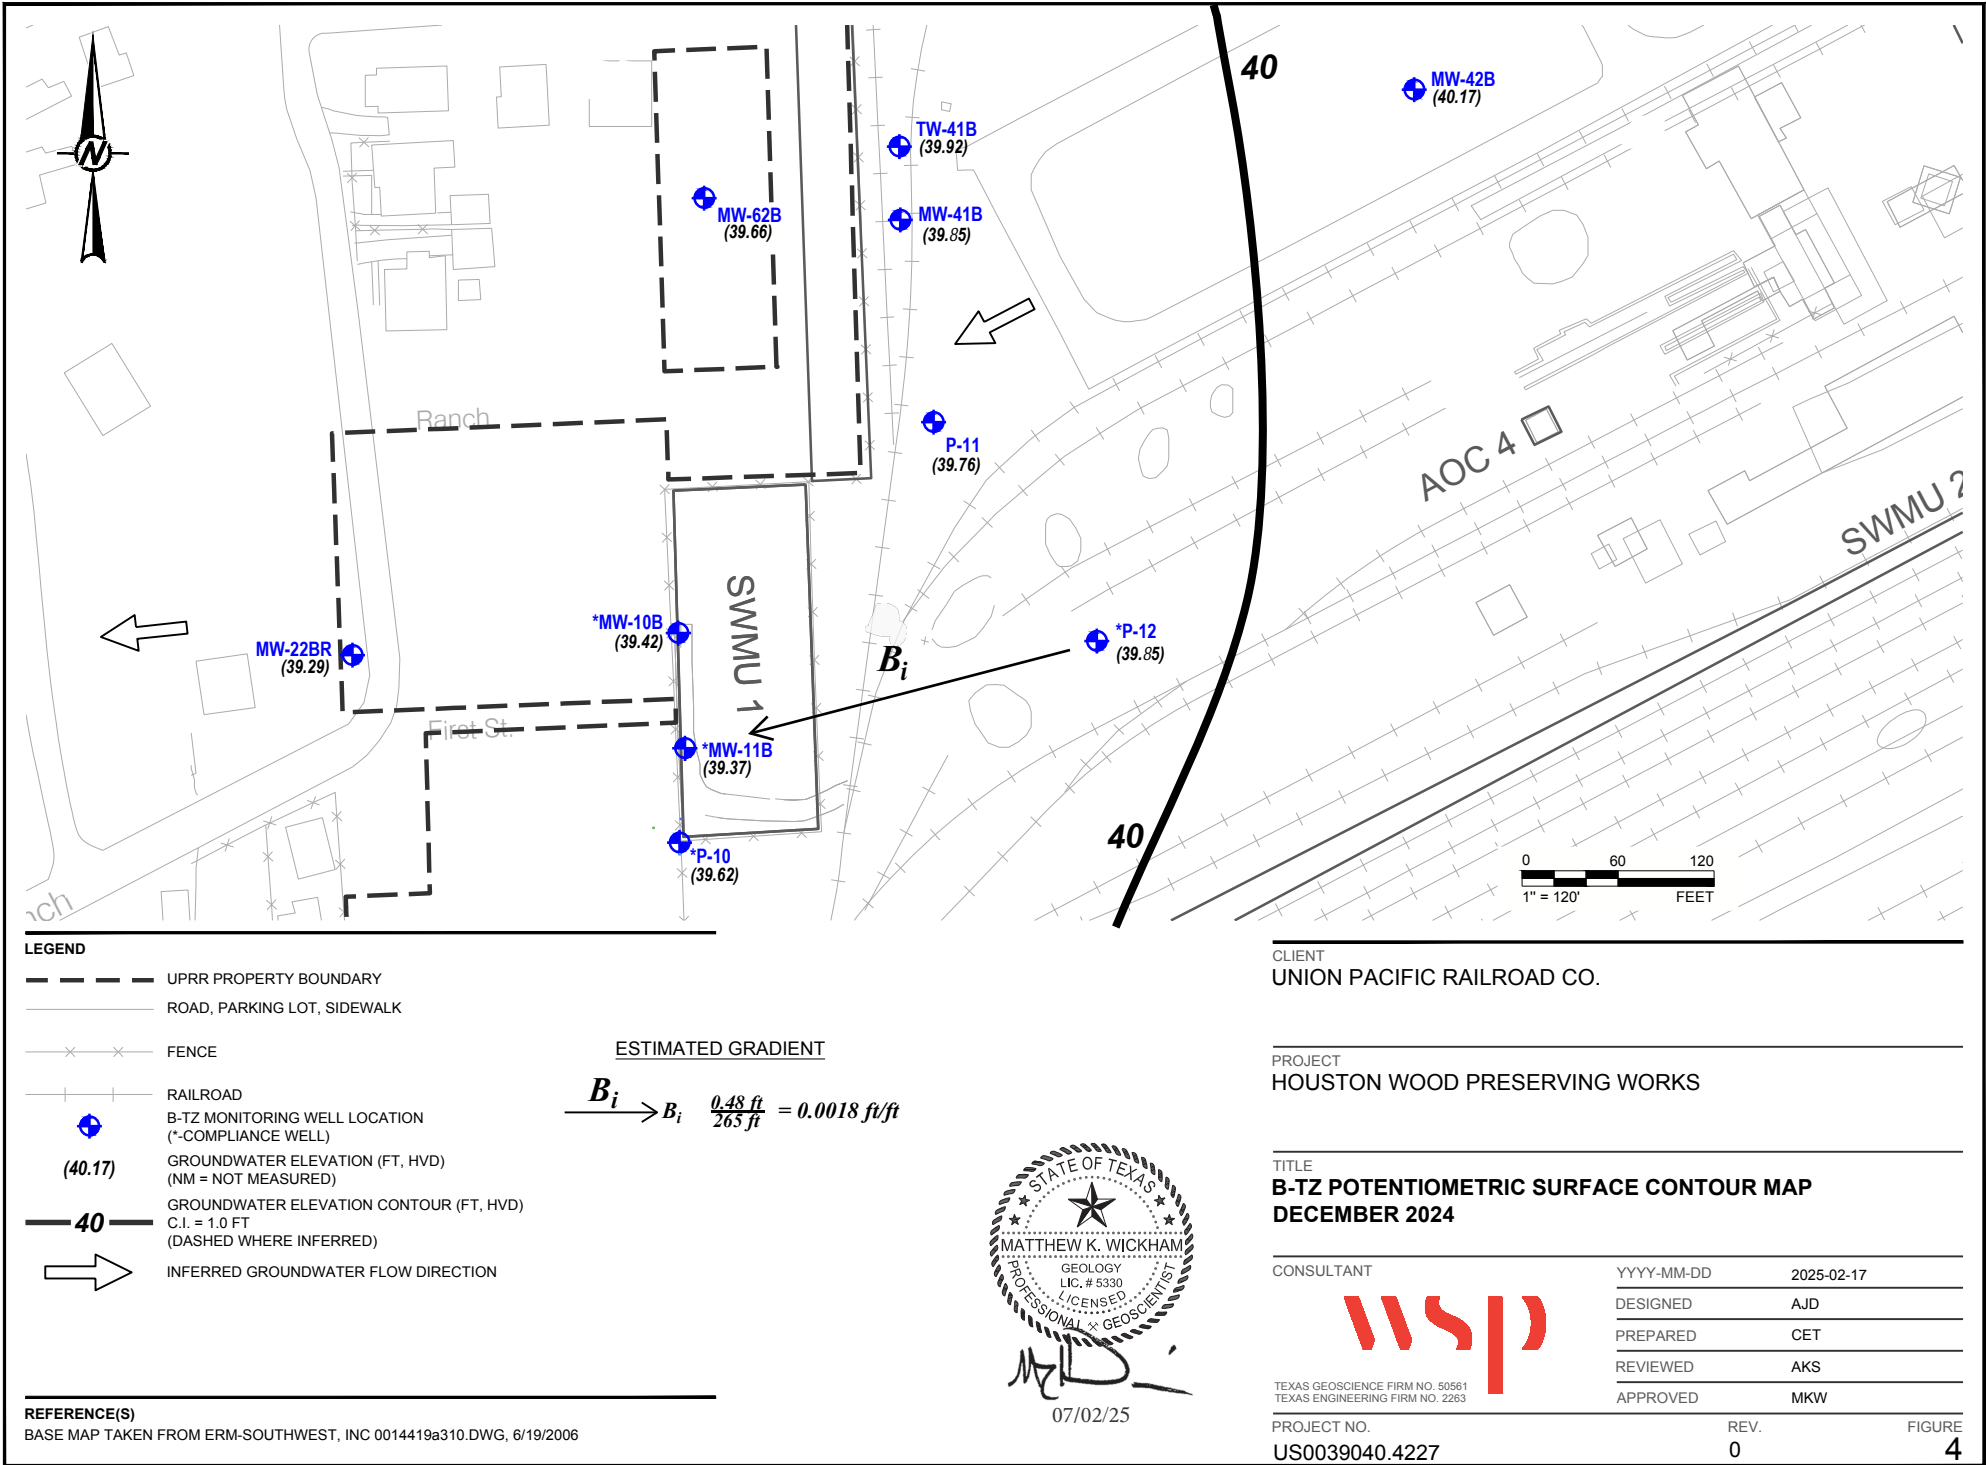 N
40
MW-42B
(40.17)
TW-41B
(39.92)
MW-62B
(39.66)
MW-41B
(39.85)
Ranch
P-11
(39.76)
AOC 4
SWMU 2
SWMU 1
*MW-10B
(39.42)
MW-22BR
(39.29)
*P-12
(39.85)
Bi
First St.
*MW-11B
(39.37)
40
*P-10
(39.62)
nch
0 60 120
1" = 120' FEET
LEGEND
UPRR PROPERTY BOUNDARY
ROAD, PARKING LOT, SIDEWALK
FENCE
RAILROAD
B-TZ MONITORING WELL LOCATION
(*-COMPLIANCE WELL)
(40.17) GROUNDWATER ELEVATION (FT, HVD)
(NM = NOT MEASURED)
40 GROUNDWATER ELEVATION CONTOUR (FT, HVD)
C.I. = 1.0 FT
(DASHED WHERE INFERRED)
INFERRED GROUNDWATER FLOW DIRECTION
ESTIMATED GRADIENT
Bi Bi 0.48 ft / 265 ft = 0.0018 ft/ft
STATE OF TEXAS
MATTHEW K. WICKHAM
GEOLOGY
LIC. # 5330
LICENSED
PROFESSIONAL GEOSCIENTIST
07/02/25
REFERENCE(S)
BASE MAP TAKEN FROM ERM-SOUTHWEST, INC 0014419a310.DWG, 6/19/2006
CLIENT
UNION PACIFIC RAILROAD CO.
PROJECT
HOUSTON WOOD PRESERVING WORKS
TITLE
B-TZ POTENTIOMETRIC SURFACE CONTOUR MAP
DECEMBER 2024
CONSULTANT
wsp
TEXAS GEOSCIENCE FIRM NO. 50561
TEXAS ENGINEERING FIRM NO. 2263
YYYY-MM-DD 2025-02-17
DESIGNED AJD
PREPARED CET
REVIEWED AKS
APPROVED MKW
PROJECT NO.
US0039040.4227
REV.
0
FIGURE
4